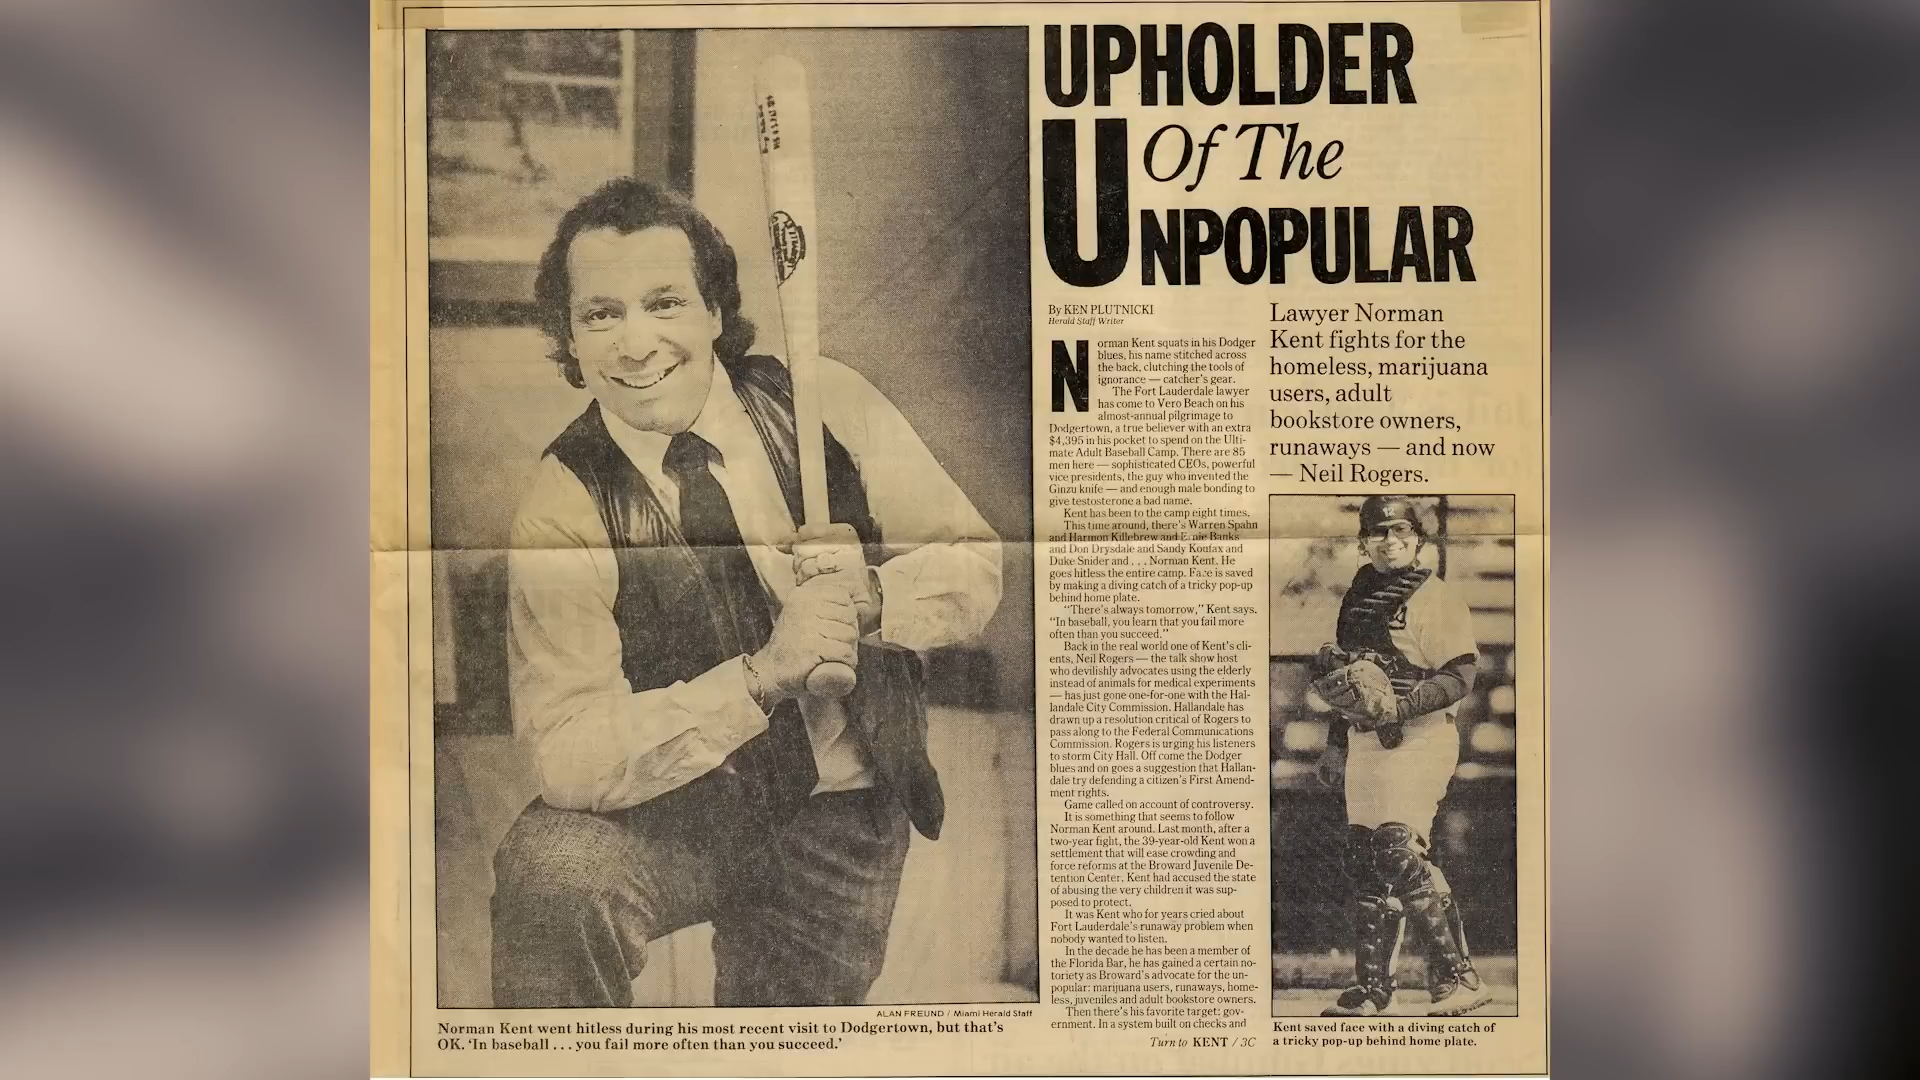 UPHOLDER
Of The
UNPOPULAR
By KEN PLUTNICKI
Herald Staff Writer
Norman Kent squats in his Dodger
blues, his name stitched across
the back, clutching the tools of
ignorance — catcher's gear.
The Fort Lauderdale lawyer
has come to Vero Beach on his
almost-annual pilgrimage to
Dodgertown, a true believer with an extra
$4,395 in his pocket to spend on the Ulti-
mate Adult Baseball Camp. There are 85
men here — sophisticated CEOs, powerful
vice presidents, the guy who invented the
Ginzu knife — and enough male bonding to
give testosterone a bad name.
Kent has been to the camp eight times.
This time around, there's Warren Spahn
and Harmon Killebrew and Ernie Banks
and Don Drysdale and Sandy Koufax and
Duke Snider and . . . Norman Kent. He
goes hitless the entire camp. Face is saved
by making a diving catch of a tricky pop-up
behind home plate.
"There's always tomorrow," Kent says.
"In baseball, you learn that you fail more
often than you succeed."
Back in the real world one of Kent's cli-
ents, Neil Rogers — the talk show host
who devilishly advocates using the elderly
instead of animals for medical experiments
— has just gone one-for-one with the Hal-
landale City Commission. Hallandale has
drawn up a resolution critical of Rogers to
pass along to the Federal Communications
Commission. Rogers is urging his listeners
to storm City Hall. Off come the Dodger
blues and on goes a suggestion that Hallan-
dale try defending a citizen's First Amend-
ment rights.
Game called on account of controversy.
It is something that seems to follow
Norman Kent around. Last month, after a
two-year fight, the 39-year-old Kent won a
settlement that will ease crowding and
force reforms at the Broward Juvenile De-
tention Center. Kent had accused the state
of abusing the very children it was sup-
posed to protect.
It was Kent who for years cried about
Fort Lauderdale's runaway problem when
nobody wanted to listen.
In the decade he has been a member of
the Florida Bar, he has gained a certain no-
toriety as Broward's advocate for the un-
popular: marijuana users, runaways, home-
less, juveniles and adult bookstore owners.
Then there's his favorite target: gov-
ernment. In a system built on checks and
Turn to KENT / 3C
Lawyer Norman
Kent fights for the
homeless, marijuana
users, adult
bookstore owners,
runaways — and now
— Neil Rogers.
12
ALAN FREUND / Miami Herald Staff
Norman Kent went hitless during his most recent visit to Dodgertown, but that's
OK. 'In baseball . . . you fail more often than you succeed.'
Kent saved face with a diving catch of
a tricky pop-up behind home plate.